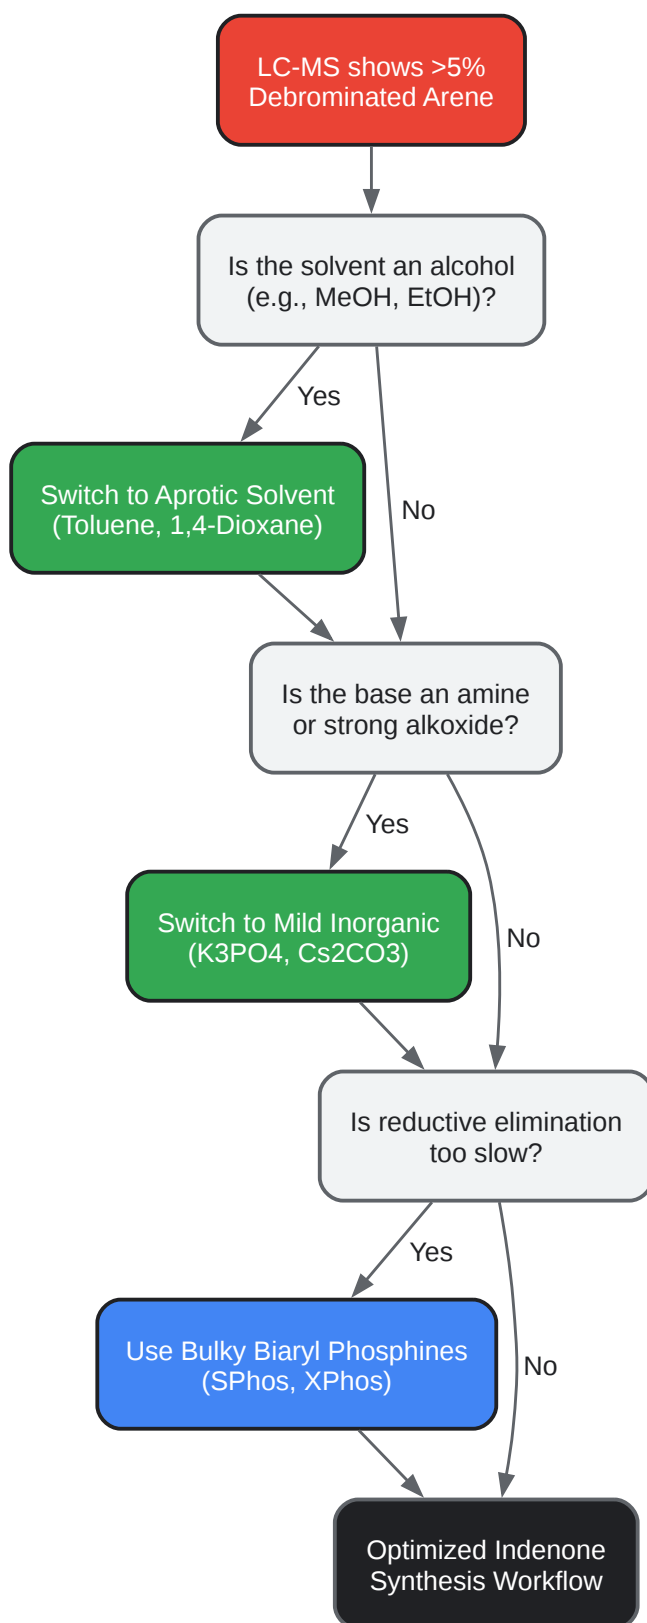 LC-MS shows >5%
Debrominated Arene
Is the solvent an alcohol
(e.g., MeOH, EtOH)?
Yes
Switch to Aprotic Solvent
(Toluene, 1,4-Dioxane)
No
Is the base an amine
or strong alkoxide?
Yes
Switch to Mild Inorganic
(K3PO4, Cs2CO3)
No
Is reductive elimination
too slow?
Yes
Use Bulky Biaryl Phosphines
(SPhos, XPhos)
No
Optimized Indenone
Synthesis Workflow